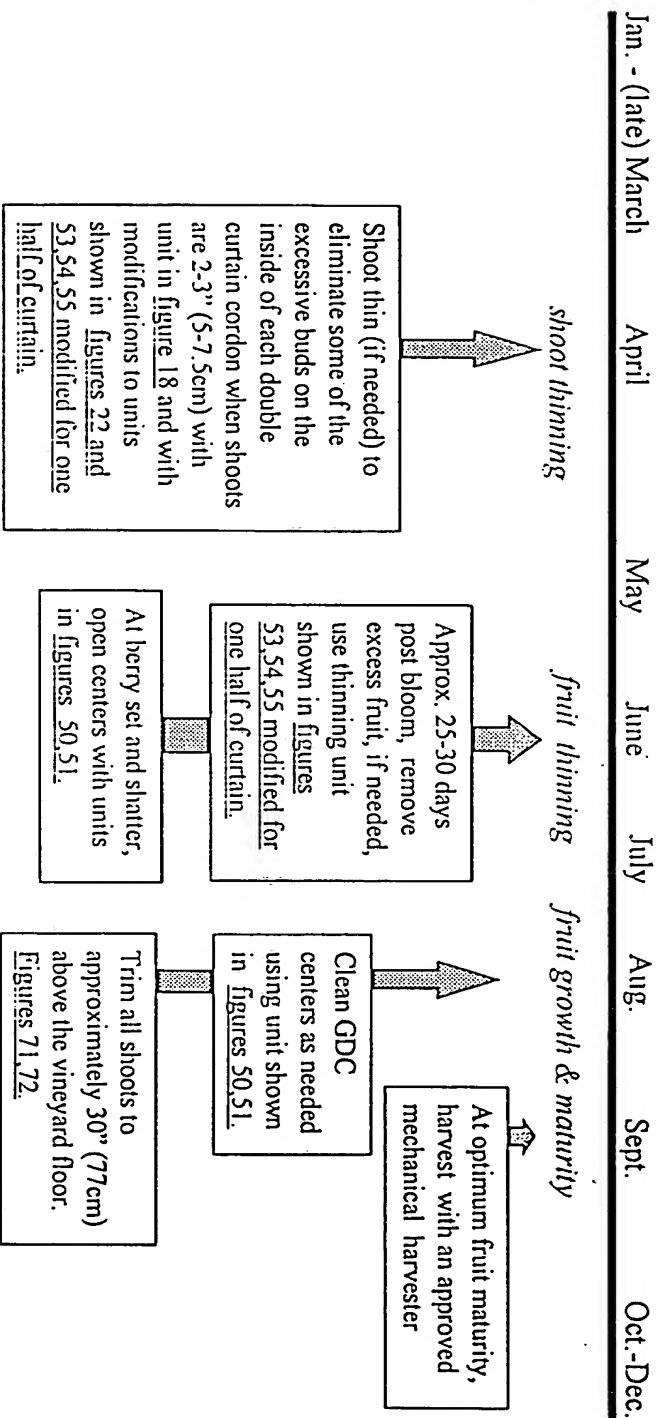 Jan. - (late) March April May June July Aug. Sept. Oct.-Dec.
shoot thinning fruit thinning fruit growth & maturity
Shoot thin (if needed) to
eliminate some of the
excessive buds on the
inside of each double
curtain cordon when shoots
are 2-3" (5-7.5cm) with
unit in figure 18 and with
modifications to units
shown in figures 22 and
53,54,55 modified for one
half of curtain.
Approx. 25-30 days
post bloom, remove
excess fruit, if needed,
use thinning unit
shown in figures
53,54,55 modified for
one half of curtain.
At berry set and shatter,
open centers with units
in figures 50,51.
At optimum fruit maturity,
harvest with an approved
mechanical harvester
Clean GDC
centers as needed
using unit shown
in figures 50,51.
Trim all shoots to
approximately 30" (77cm)
above the vineyard floor.
Figures 71,72.